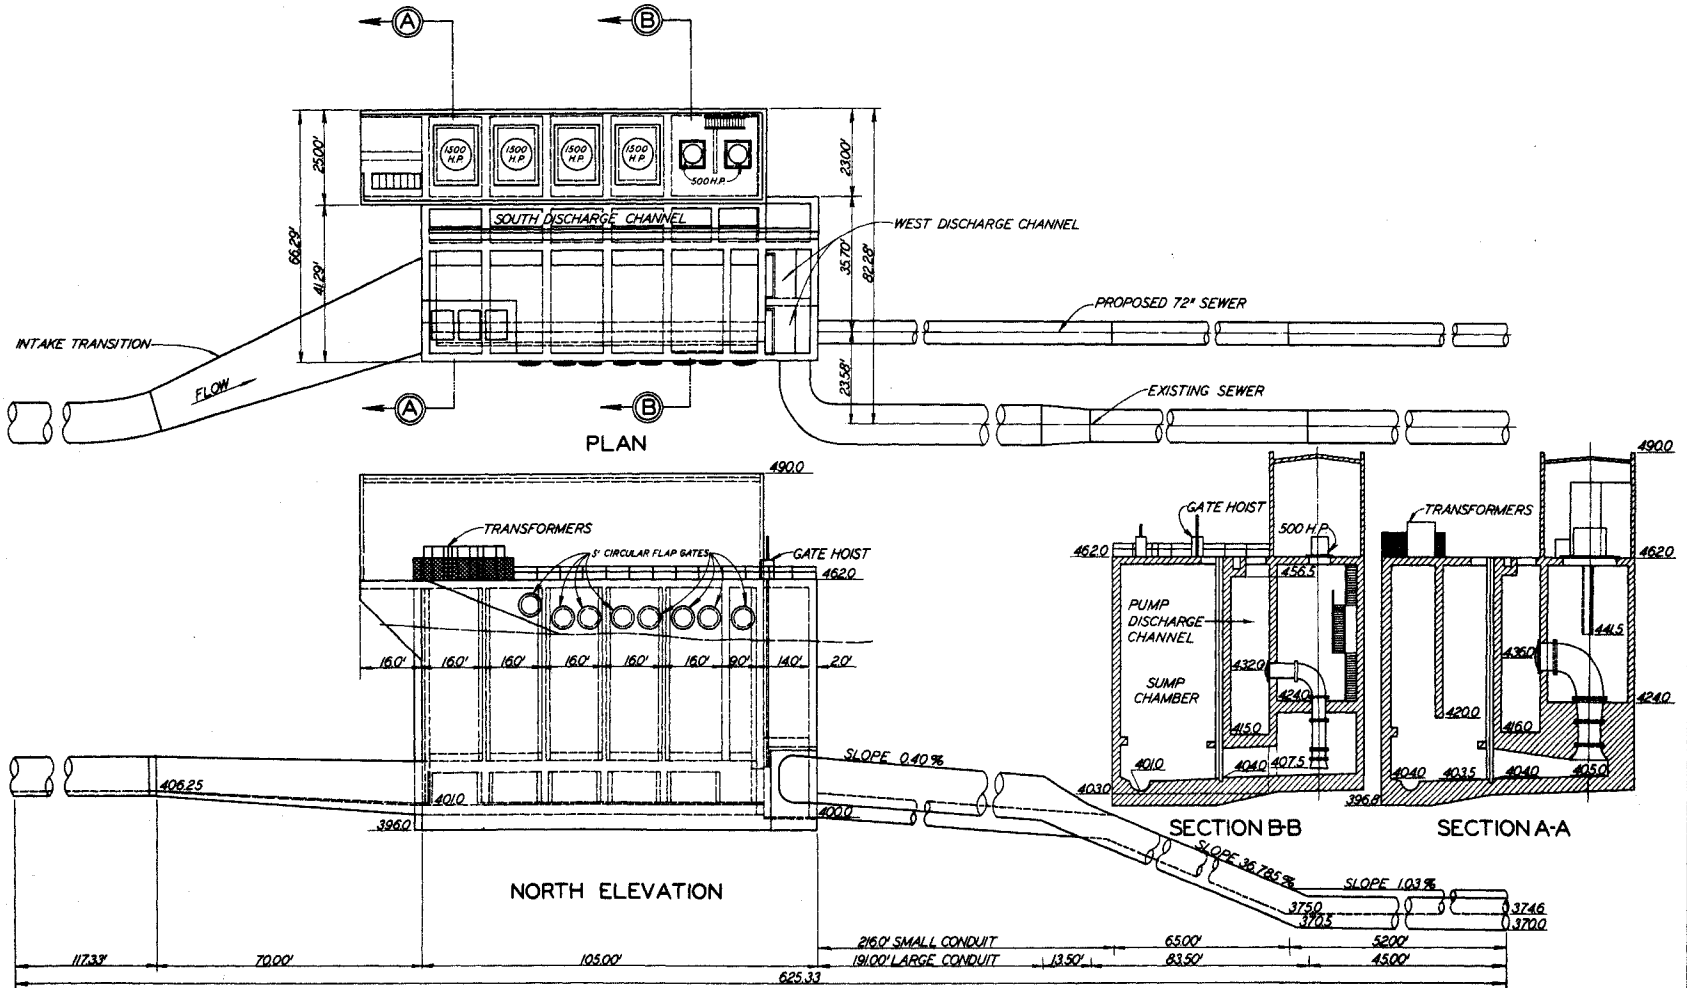 A
B
1500
H.P.
1500
H.P.
1500
H.P.
1500
H.P.
500 H.P.
25.00'
23.00'
66.29'
41.29'
35.70'
82.28'
23.58'
SOUTH DISCHARGE CHANNEL
WEST DISCHARGE CHANNEL
PROPOSED 72" SEWER
INTAKE TRANSITION
FLOW
EXISTING SEWER
A
B
PLAN
490.0
TRANSFORMERS
5' CIRCULAR FLAP GATES
GATE HOIST
462.0
16.0'
16.0'
16.0'
16.0'
16.0'
16.0'
9.0'
14.0'
2.0'
406.25
401.0
396.0
400.0
SLOPE 0.40%
SLOPE 36.785%
SLOPE 1.03%
375.0
370.5
374.6
370.0
NORTH ELEVATION
GATE HOIST
500 H.P.
462.0
456.5
PUMP
DISCHARGE
CHANNEL
432.0
SUMP
CHAMBER
424.0
415.0
401.0
404.0
407.5
403.0
SECTION B-B
490.0
TRANSFORMERS
462.0
441.5
436.0
424.0
420.0
416.0
404.0
403.5
404.0
405.0
396.8
SECTION A-A
216.0' SMALL CONDUIT
65.00'
52.00'
117.33'
70.00'
105.00'
191.00' LARGE CONDUIT
13.50'
83.50'
45.00'
625.33